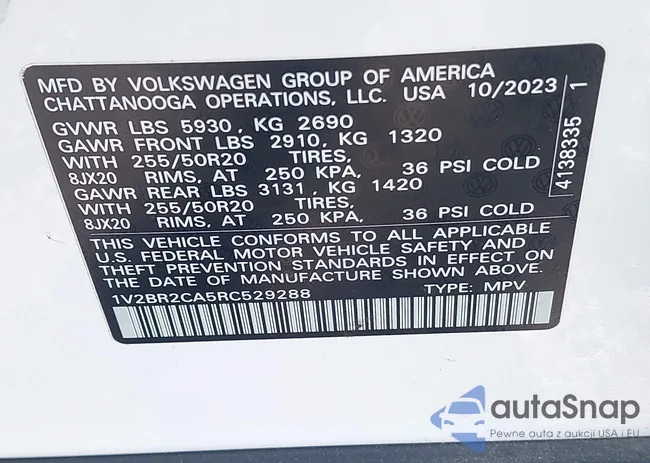 MFD BY VOLKSWAGEN GROUP OF AMERICA
CHATTANOOGA OPERATIONS, LLC. USA 10/2023
GVWR LBS 5930, KG 2690
GAWR FRONT LBS 2910, KG 1320
WITH 255/50R20 TIRES,
8JX20 RIMS, AT 250 KPA, 36 PSI COLD
GAWR REAR LBS 3131, KG 1420
WITH 255/50R20 TIRES,
8JX20 RIMS, AT 250 KPA, 36 PSI COLD
THIS VEHICLE CONFORMS TO ALL APPLICABLE
U.S. FEDERAL MOTOR VEHICLE SAFETY AND
THEFT PREVENTION STANDARDS IN EFFECT ON
THE DATE OF MANUFACTURE SHOWN ABOVE.
1V2BR2CA5RC529288 TYPE: MPV
4138335 1
autaSnap
Pewne auta z aukcji USA i EU